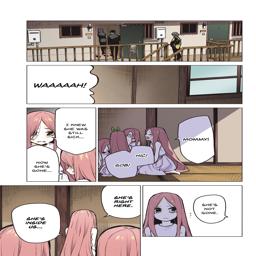 WAAAAAH!
I KNEW
SHE WAS
STILL
SICK...
NOW
SHE'S
GONE...
MOMMY!
HIC!
SOB!
SHE'S
NOT
GONE.
SHE'S
RIGHT
HERE.
SHE'S
INSIDE
US...